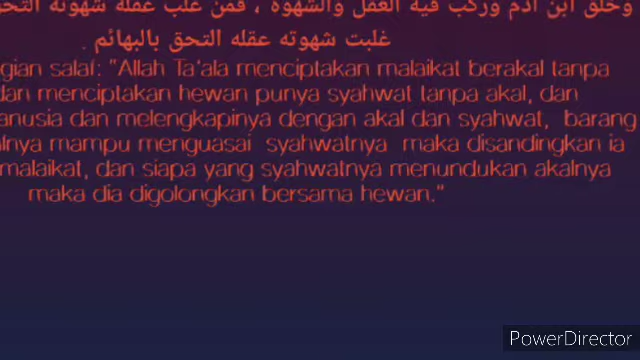 وخلق ابن آدم وركب فيه العقل والشهوة ، فمن غلب عقله شهوته التحق
غلبت شهوته عقله التحق بالبهائم .
gian salaf: "Allah Ta'ala menciptakan malaikat berakal tanpa
dan menciptakan hewan punya syahwat tanpa akal, dan
anusia dan melengkapinya dengan akal dan syahwat, barang
alnya mampu menguasai syahwatnya maka disandingkan ia
malaikat, dan siapa yang syahwatnya menundukan akalnya
maka dia digolongkan bersama hewan."
PowerDirector